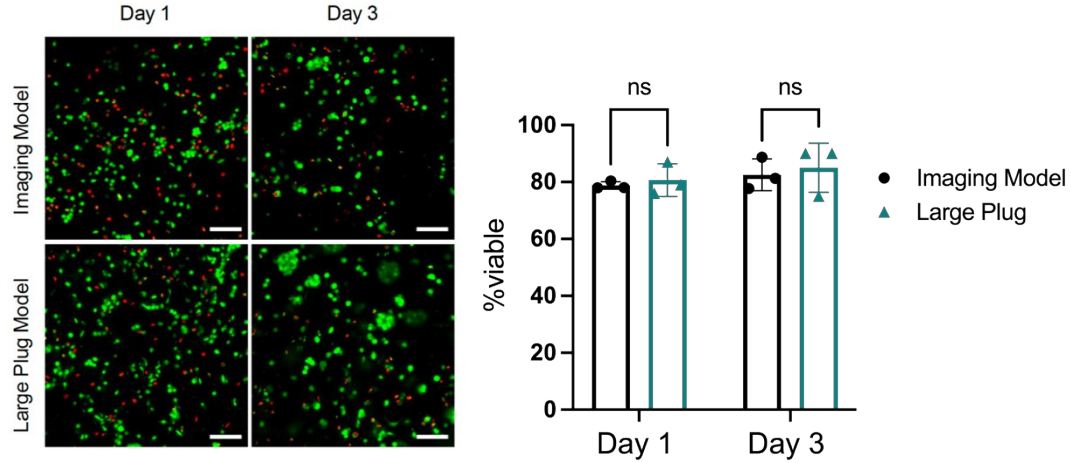 Day 1
Day 3
Imaging Model
Large Plug Model
ns
ns
%viable
100
80
60
40
20
0
Day 1
Day 3
Imaging Model
Large Plug